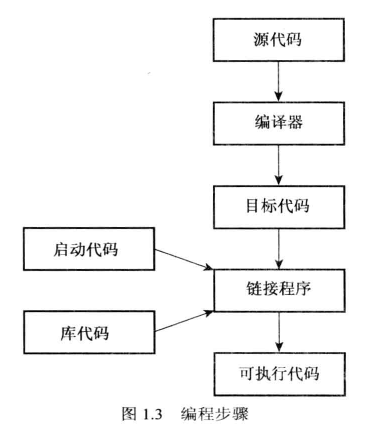 源代码
编译器
目标代码
启动代码
链接程序
库代码
可执行代码
图 1.3 编程步骤